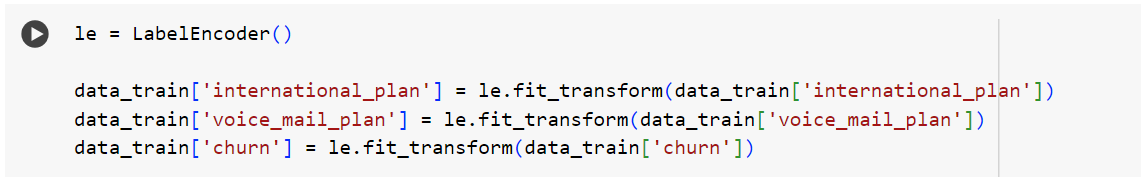 le = LabelEncoder()
data_train['international_plan'] = le.fit_transform(data_train['international_plan'])
data_train['voice_mail_plan'] = le.fit_transform(data_train['voice_mail_plan'])
data_train['churn'] = le.fit_transform(data_train['churn'])